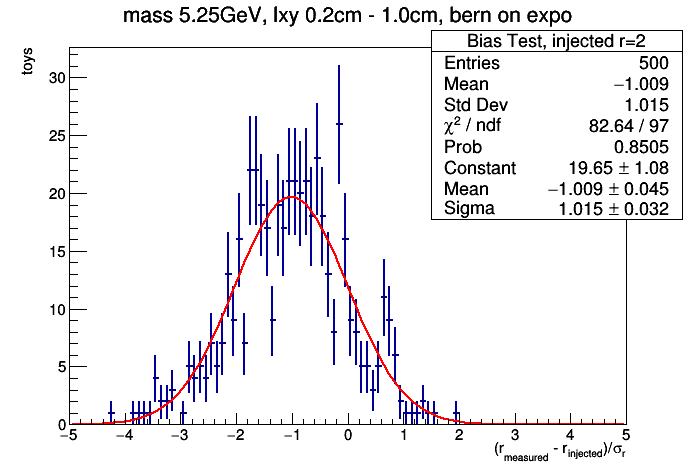 mass 5.25GeV, lxy 0.2cm - 1.0cm, bern on expo
Bias Test, injected r=2
Entries 500
Mean −1.009
Std Dev 1.015
χ² / ndf 82.64 / 97
Prob 0.8505
Constant 19.65 ± 1.08
Mean −1.009 ± 0.045
Sigma 1.015 ± 0.032
toys
30
25
20
15
10
5
0
−5 −4 −3 −2 −1 0 1 2 3 4 5
(r_measured - r_injected)/σ_r